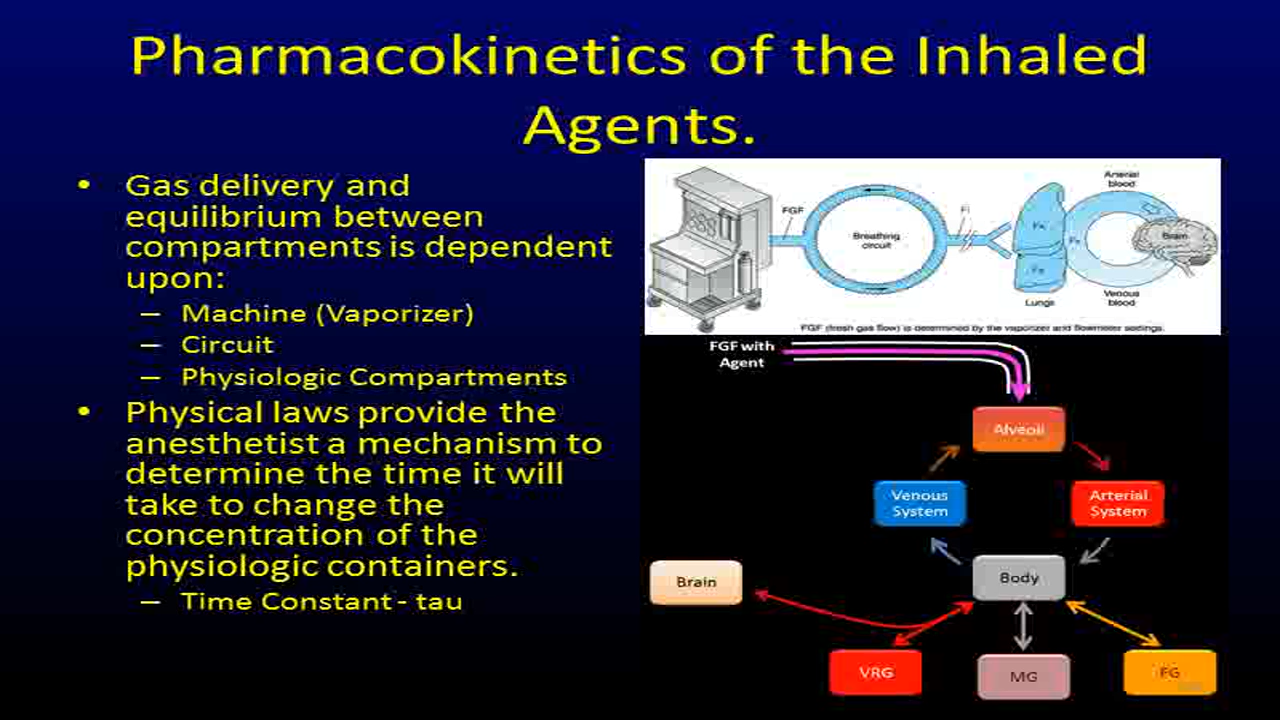 Pharmacokinetics of the Inhaled
Agents.
• Gas delivery and
equilibrium between
compartments is dependent
upon:
– Machine (Vaporizer)
– Circuit
– Physiologic Compartments
• Physical laws provide the
anesthetist a mechanism to
determine the time it will
take to change the
concentration of the
physiologic containers.
– Time Constant - tau
Arterial
blood
FGF
Breathing
circuit
FI
FA
Fa
Brain
Lungs
Venous
blood
FGF (fresh gas flow) is determined by the vaporizer and flowmeter settings.
FGF with
Agent
Alveoli
Venous
System
Arterial
System
Body
Brain
VRG
MG
FG